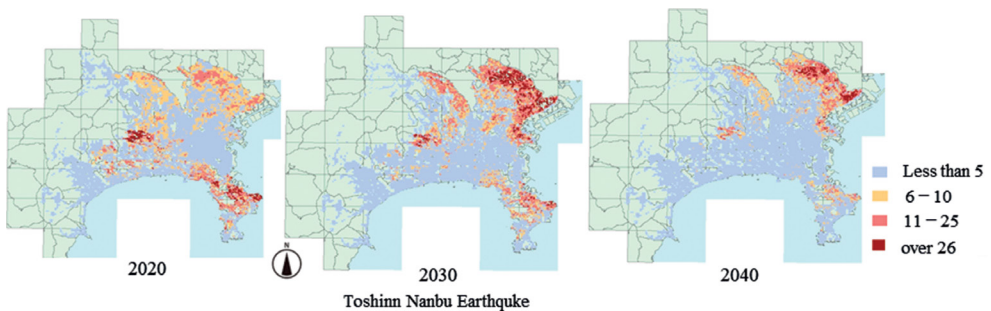 Less than 5
6－10
11－25
over 26
N
2020
2030
2040
Toshinn Nanbu Earthquke